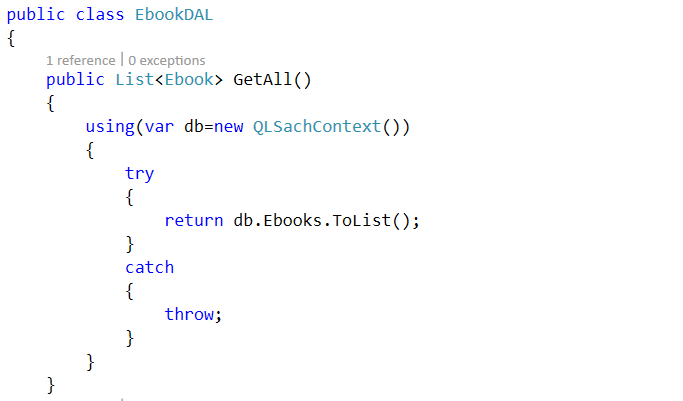 public class EbookDAL
{
1 reference | 0 exceptions
public List<Ebook> GetAll()
{
using(var db=new QLSachContext())
{
try
{
return db.Ebooks.ToList();
}
catch
{
throw;
}
}
}